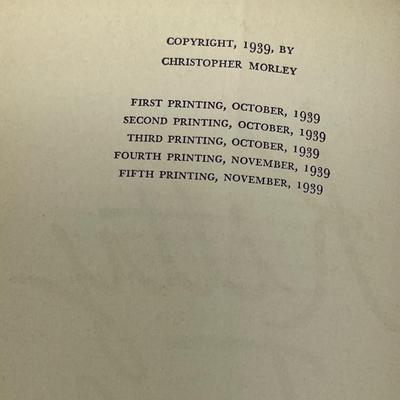 COPYRIGHT, 1939, BY
CHRISTOPHER MORLEY
FIRST PRINTING, OCTOBER, 1939
SECOND PRINTING, OCTOBER, 1939
THIRD PRINTING, OCTOBER, 1939
FOURTH PRINTING, NOVEMBER, 1939
FIFTH PRINTING, NOVEMBER, 1939